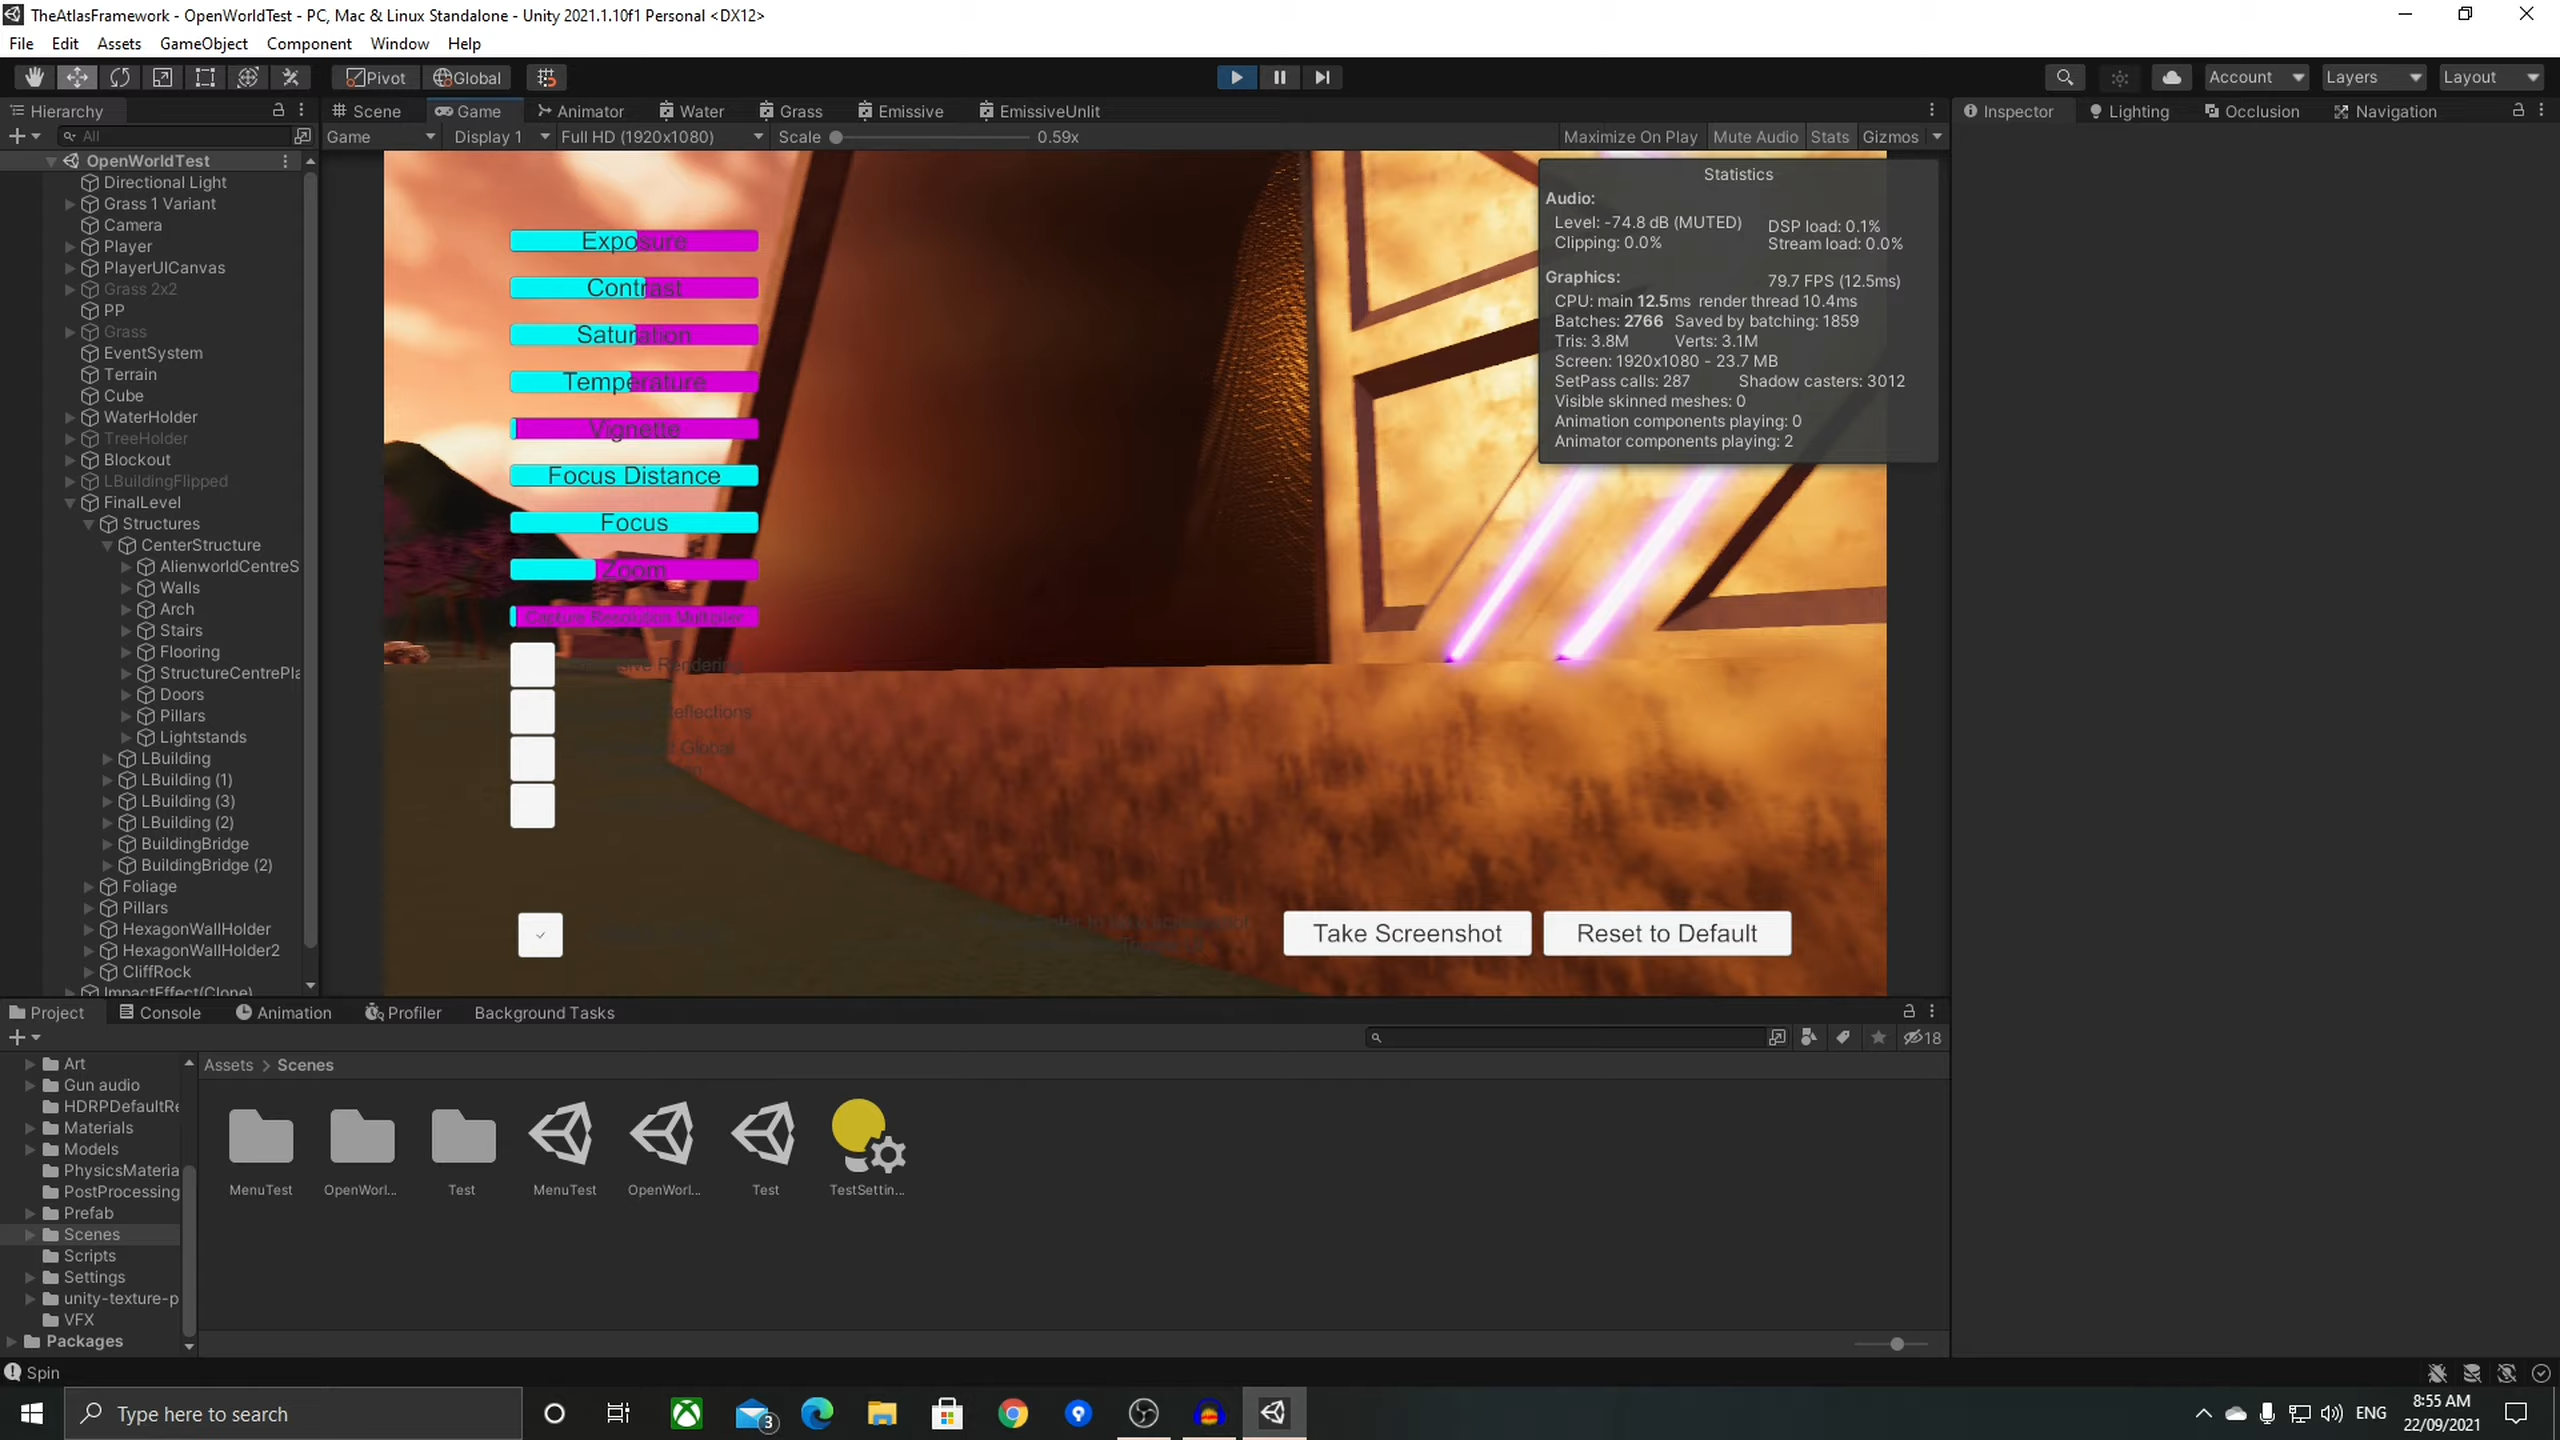 TheAtlasFramework - OpenWorldTest - PC, Mac & Linux Standalone - Unity 2021.1.10f1 Personal <DX12>
File Edit Assets GameObject Component Window Help
Pivot Global Account Layers Layout
Hierarchy
All
OpenWorldTest
Directional Light
Grass 1 Variant
Camera
Player
PlayerUICanvas
Grass 2x2
PP
Grass
EventSystem
Terrain
Cube
WaterHolder
TreeHolder
Blockout
LBuildingFlipped
FinalLevel
Structures
CenterStructure
AlienworldCentreS
Walls
Arch
Stairs
Flooring
StructureCentrePla
Doors
Pillars
Lightstands
LBuilding
LBuilding (1)
LBuilding (3)
LBuilding (2)
BuildingBridge
BuildingBridge (2)
Foliage
Pillars
HexagonWallHolder
HexagonWallHolder2
CliffRock
ImpactEffect(Clone)
Scene Game Animator Water Grass Emissive EmissiveUnlit
Game Display 1 Full HD (1920x1080) Scale 0.59x Maximize On Play Mute Audio Stats Gizmos
Exposure
Contrast
Saturation
Temperature
Vignette
Focus Distance
Focus
Zoom
Capture Resolution Multiplier
Rendering
Global
Take Screenshot Reset to Default
Statistics
Audio:
Level: -74.8 dB (MUTED) DSP load: 0.1%
Clipping: 0.0% Stream load: 0.0%
Graphics: 79.7 FPS (12.5ms)
CPU: main 12.5ms render thread 10.4ms
Batches: 2766 Saved by batching: 1859
Tris: 3.8M Verts: 3.1M
Screen: 1920x1080 - 23.7 MB
SetPass calls: 287 Shadow casters: 3012
Visible skinned meshes: 0
Animation components playing: 0
Animator components playing: 2
Inspector Lighting Occlusion Navigation
Project Console Animation Profiler Background Tasks
18
Art
Gun audio
HDRPDefaultRe
Materials
Models
PhysicsMateria
PostProcessing
Prefab
Scenes
Scripts
Settings
unity-texture-p
VFX
Packages
Assets > Scenes
MenuTest OpenWorl... Test MenuTest OpenWorl... Test TestSettin...
Spin
Type here to search
3
ENG
8:55 AM
22/09/2021